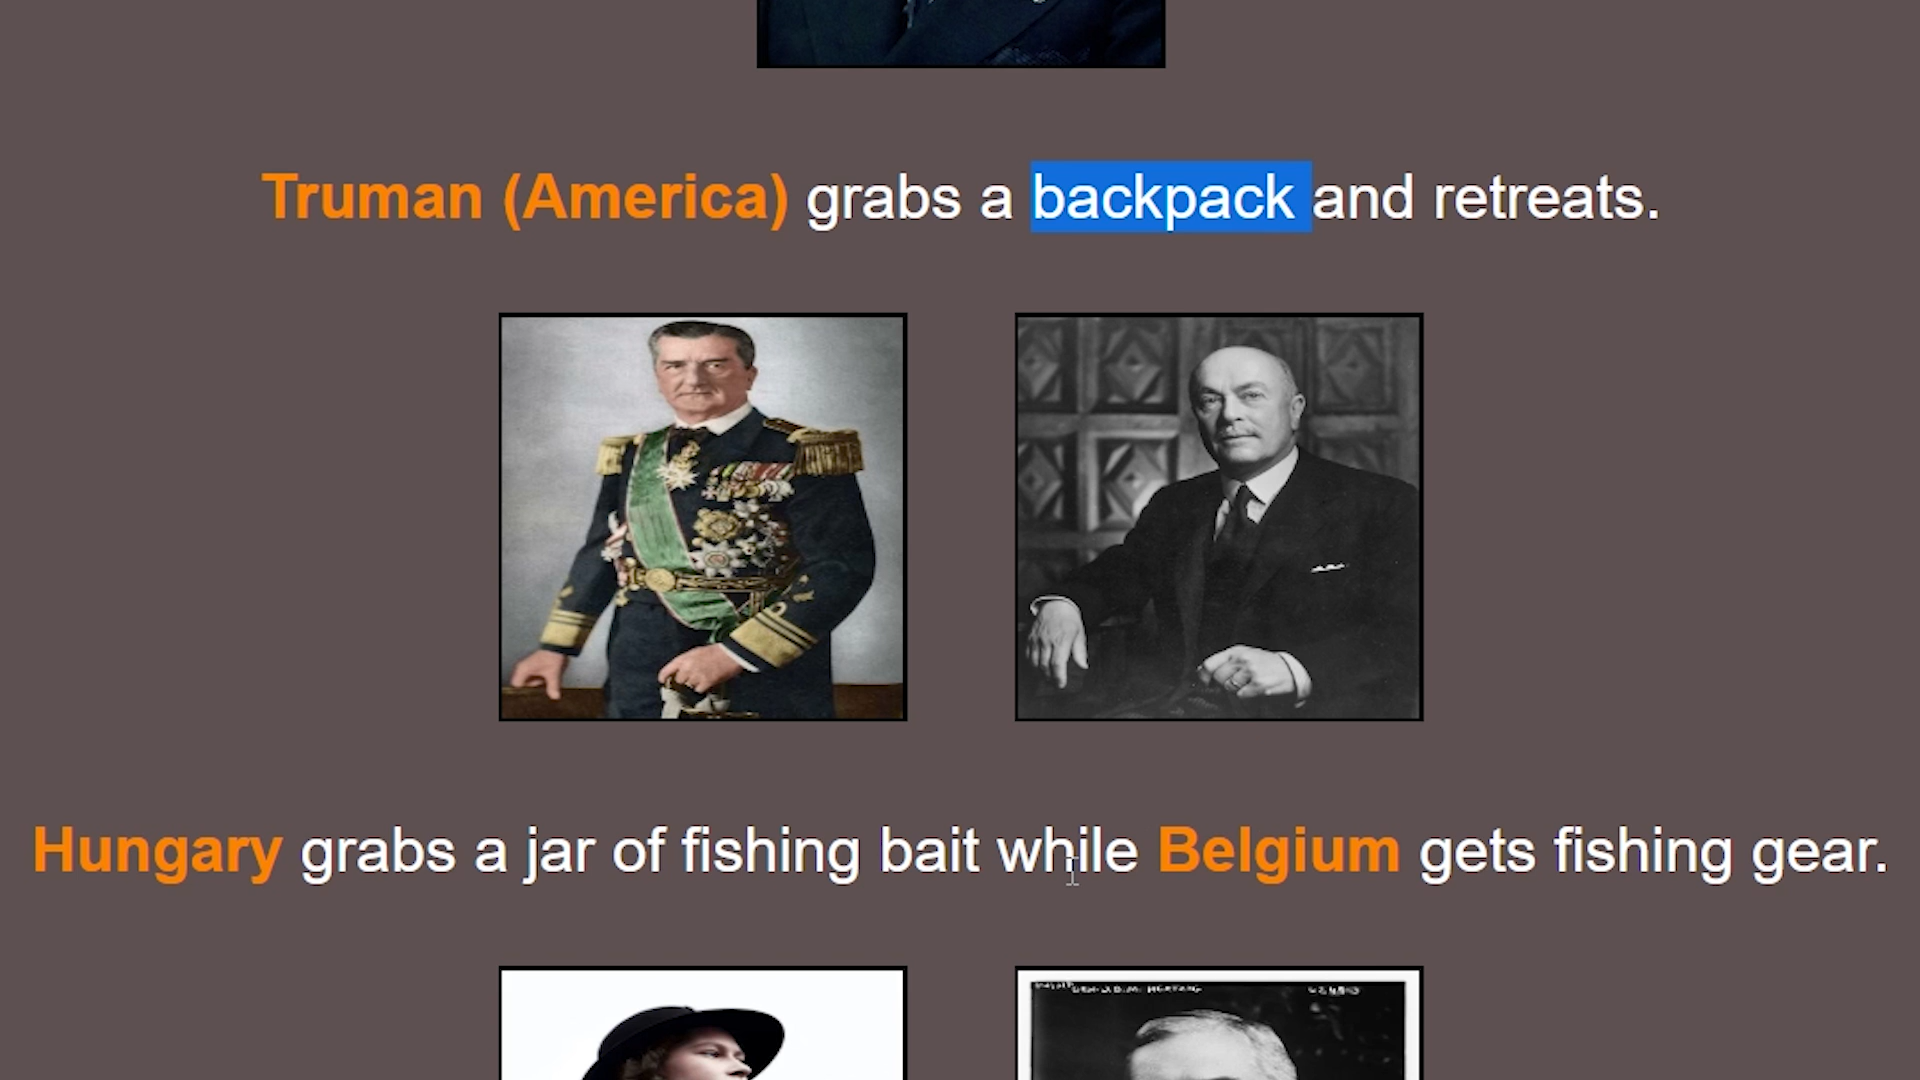 Truman (America) grabs a backpack and retreats.
Hungary grabs a jar of fishing bait while Belgium gets fishing gear.